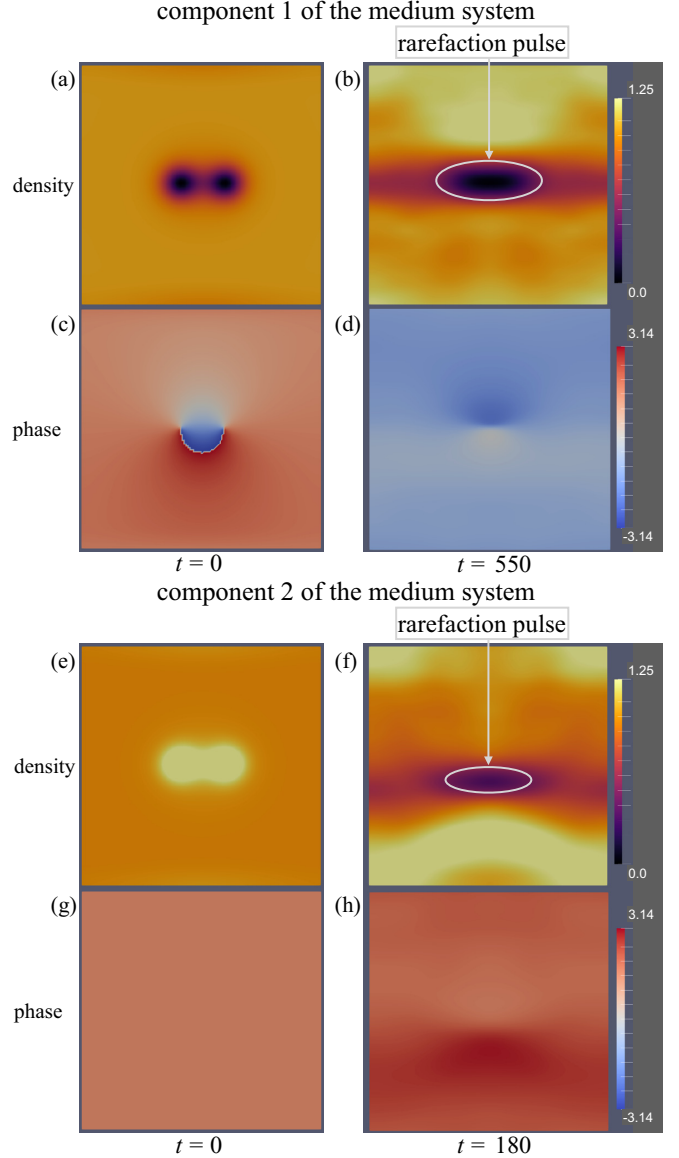 component 1 of the medium system
rarefaction pulse
(a)
(b)
1.25
density
0.0
(c)
(d)
3.14
phase
-3.14
t = 0
t = 550
component 2 of the medium system
rarefaction pulse
(e)
(f)
1.25
density
0.0
(g)
(h)
3.14
phase
-3.14
t = 0
t = 180